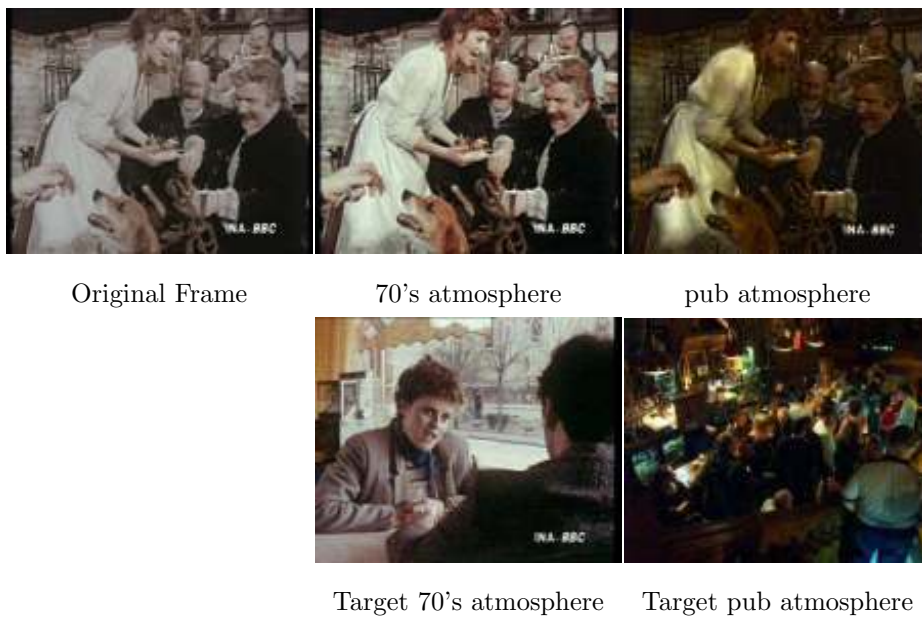 INA BBC
INA BBC
INA BBC
Original Frame
70's atmosphere
pub atmosphere
INA BBC
Target 70's atmosphere
Target pub atmosphere